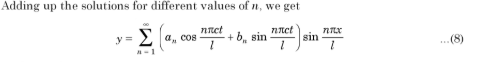 Adding up the solutions for different values of n, we get
y = ∑_{n = 1}^{∞} ( a_n cos nπct/l + b_n sin nπct/l ) sin nπx/l ...(8)